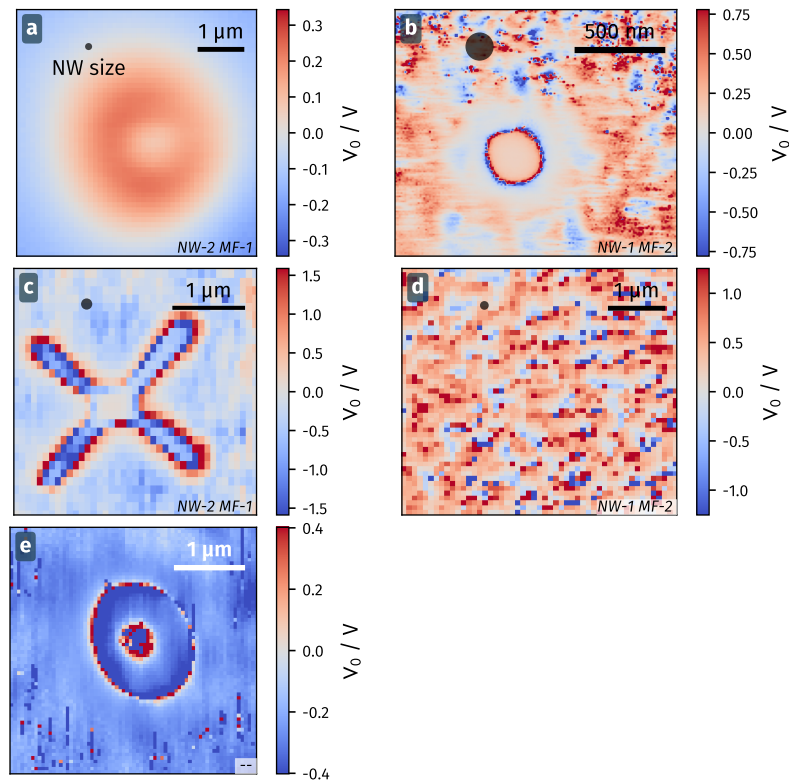 a
1 µm
NW size
NW-2 MF-1
0.3
0.2
0.1
0.0
-0.1
-0.2
-0.3
V0 / V
b
500 nm
NW-1 MF-2
0.75
0.50
0.25
0.00
-0.25
-0.50
-0.75
V0 / V
c
1 µm
NW-2 MF-1
1.5
1.0
0.5
0.0
-0.5
-1.0
-1.5
V0 / V
d
1 µm
NW-1 MF-2
1.0
0.5
0.0
-0.5
-1.0
V0 / V
e
1 µm
--
0.4
0.2
0.0
-0.2
-0.4
V0 / V